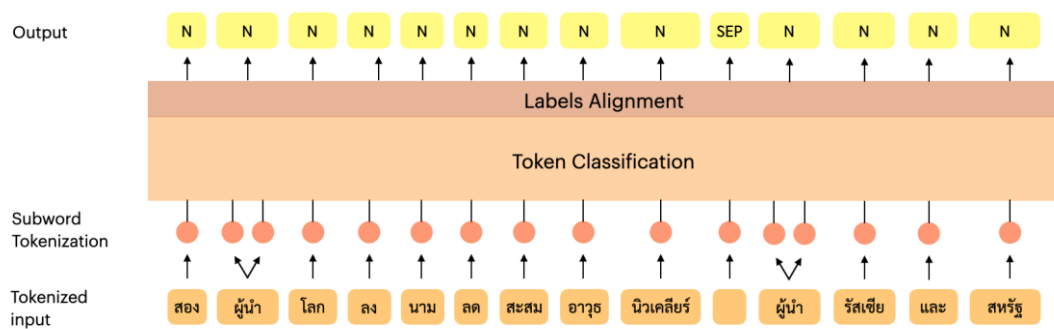 Output N N N N N N N N N SEP N N N N
Labels Alignment
Token Classification
Subword
Tokenization
Tokenized
input
สอง ผู้นำ โลก ลง นาม ลด สะสม อาวุธ นิวเคลียร์ ผู้นำ รัสเซีย และ สหรัฐ